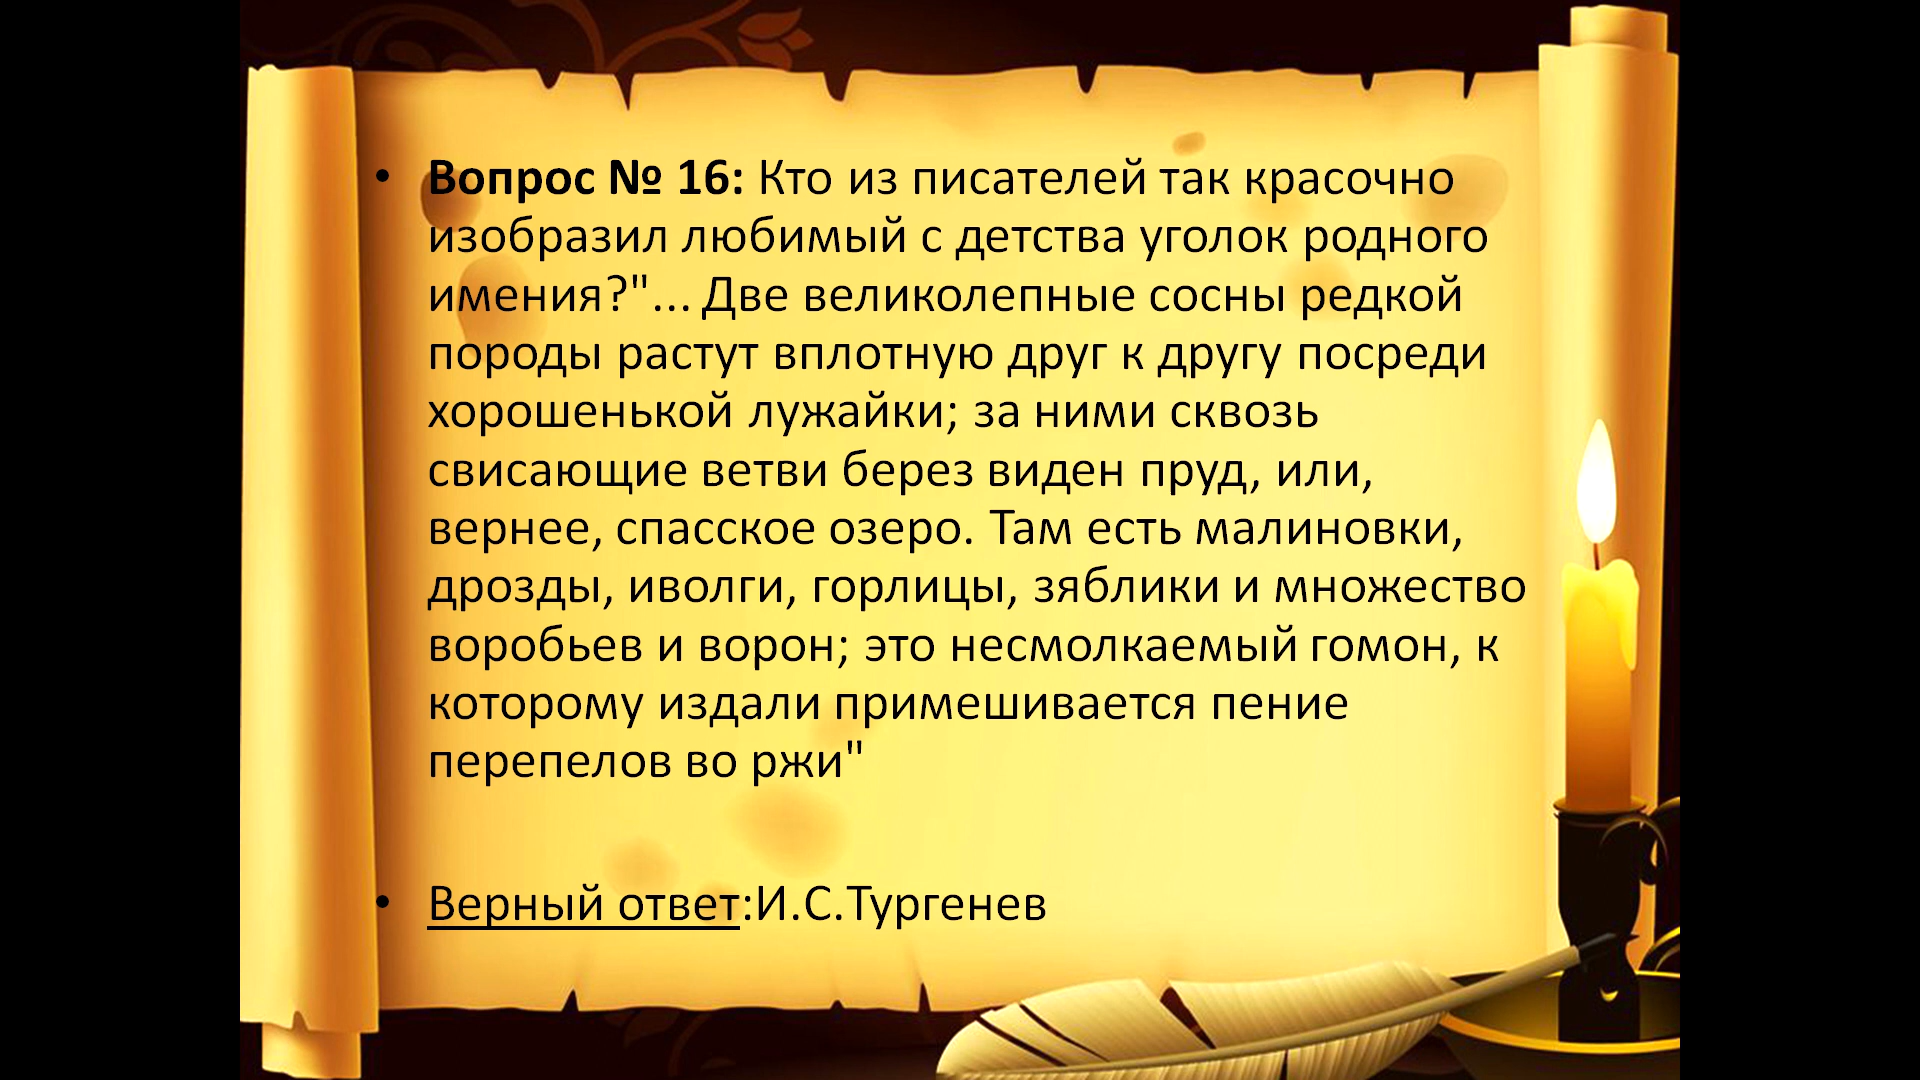 • Вопрос № 16: Кто из писателей так красочно
изобразил любимый с детства уголок родного
имения?"... Две великолепные сосны редкой
породы растут вплотную друг к другу посреди
хорошенькой лужайки; за ними сквозь
свисающие ветви берез виден пруд, или,
вернее, спасское озеро. Там есть малиновки,
дрозды, иволги, горлицы, зяблики и множество
воробьев и ворон; это несмолкаемый гомон, к
которому издали примешивается пение
перепелов во ржи"
• Верный ответ:И.С.Тургенев